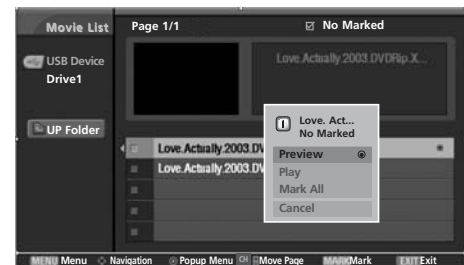 Movie List
Page 1/1
No Marked
USB Device
Drive1
Love.Actually.2003.DVDRip.X...
UP Folder
Love. Act...
No Marked
Preview
Play
Mark All
Cancel
Love.Actually.2003.DV
Love.Actually.2003.DV
MENU Menu Navigation Popup Menu CH Move Page MARK Mark EXIT Exit